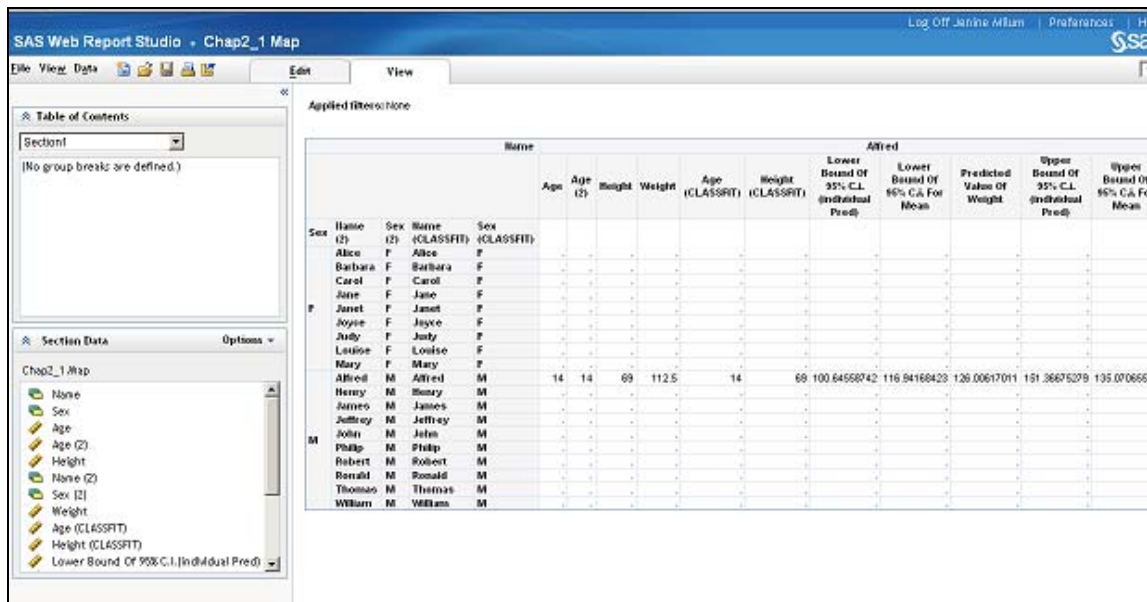 Log Off Janine Milum | Preferences | H
SAS Web Report Studio - Chap2_1 Map
File View Data
Edit
View
Applied filters: None
Table of Contents
Section1
(No group breaks are defined.)
Section Data Options
Chap2_1 Map
Name
Sex
Age
Age (2)
Height
Name (2)
Sex (2)
Weight
Age (CLASSFIT)
Height (CLASSFIT)
Lower Bound Of 95% C.I.(Individual Pred)
Name Alfred
Age Age (2) Height Weight Age (CLASSFIT) Height (CLASSFIT) Lower Bound Of 95% C.I. (Individual Pred) Lower Bound Of 95% C.I. For Mean Predicted Value Of Weight Upper Bound Of 95% C.I. (Individual Pred) Upper Bound Of 95% C.I. Fo Mean
Sex Name (2) Sex (2) Name (CLASSFIT) Sex (CLASSFIT)
F Alice F Alice F
Barbara F Barbara F
Carol F Carol F
Jane F Jane F
Janet F Janet F
Joyce F Joyce F
Judy F Judy F
Louise F Louise F
Mary F Mary F
M Alfred M Alfred M 14 14 69 112.5 14 69 100.64558742 116.94168423 126.00617011 151.36675279 135.070655
Henry M Henry M
James M James M
Jeffrey M Jeffrey M
John M John M
Philip M Philip M
Robert M Robert M
Ronald M Ronald M
Thomas M Thomas M
William M William M